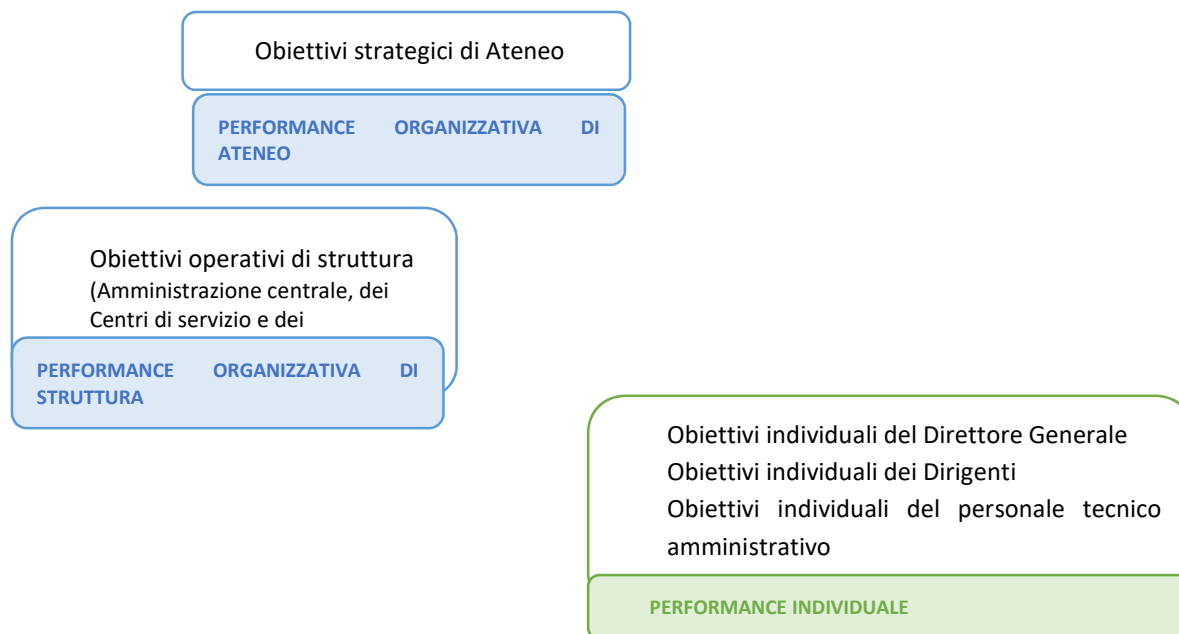 Obiettivi strategici di Ateneo
PERFORMANCE ORGANIZZATIVA DI
ATENEO
Obiettivi operativi di struttura
(Amministrazione centrale, dei
Centri di servizio e dei
PERFORMANCE ORGANIZZATIVA DI
STRUTTURA
Obiettivi individuali del Direttore Generale
Obiettivi individuali dei Dirigenti
Obiettivi individuali del personale tecnico
amministrativo
PERFORMANCE INDIVIDUALE